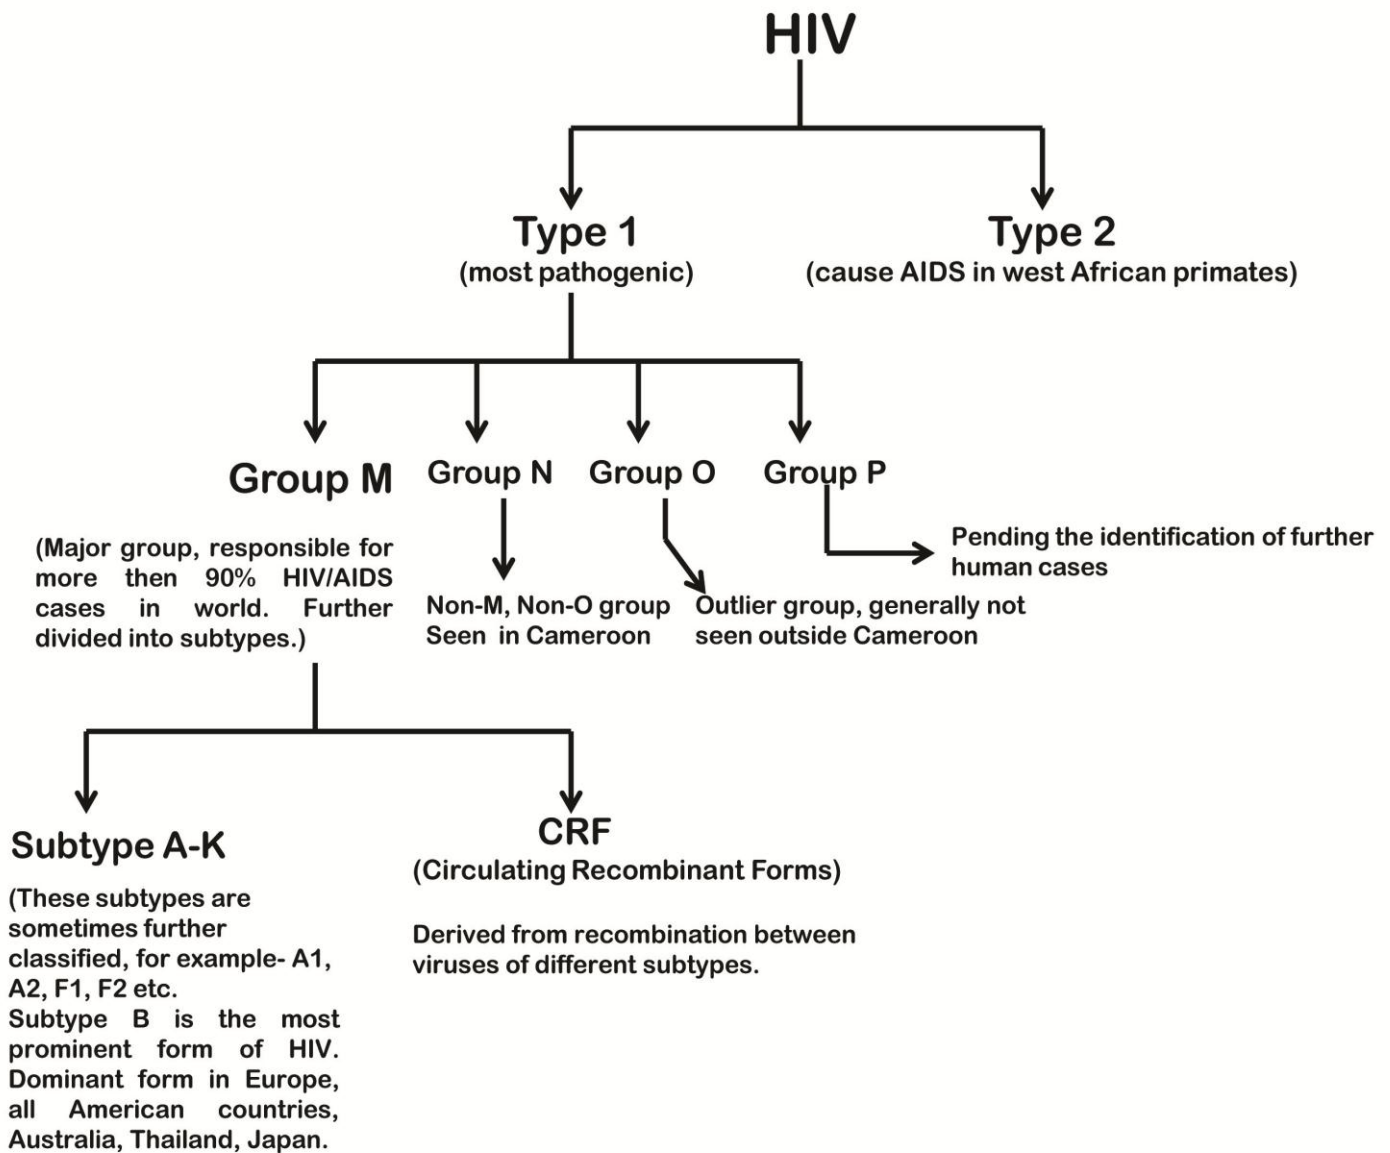 HIV
Type 1
(most pathogenic)
Type 2
(cause AIDS in west African primates)
Group M
(Major group, responsible for
more then 90% HIV/AIDS
cases in world. Further
divided into subtypes.)
Group N
Non-M, Non-O group
Seen in Cameroon
Group O
Outlier group, generally not
seen outside Cameroon
Group P
Pending the identification of further
human cases
Subtype A-K
(These subtypes are
sometimes further
classified, for example- A1,
A2, F1, F2 etc.
Subtype B is the most
prominent form of HIV.
Dominant form in Europe,
all American countries,
Australia, Thailand, Japan.
CRF
(Circulating Recombinant Forms)
Derived from recombination between
viruses of different subtypes.